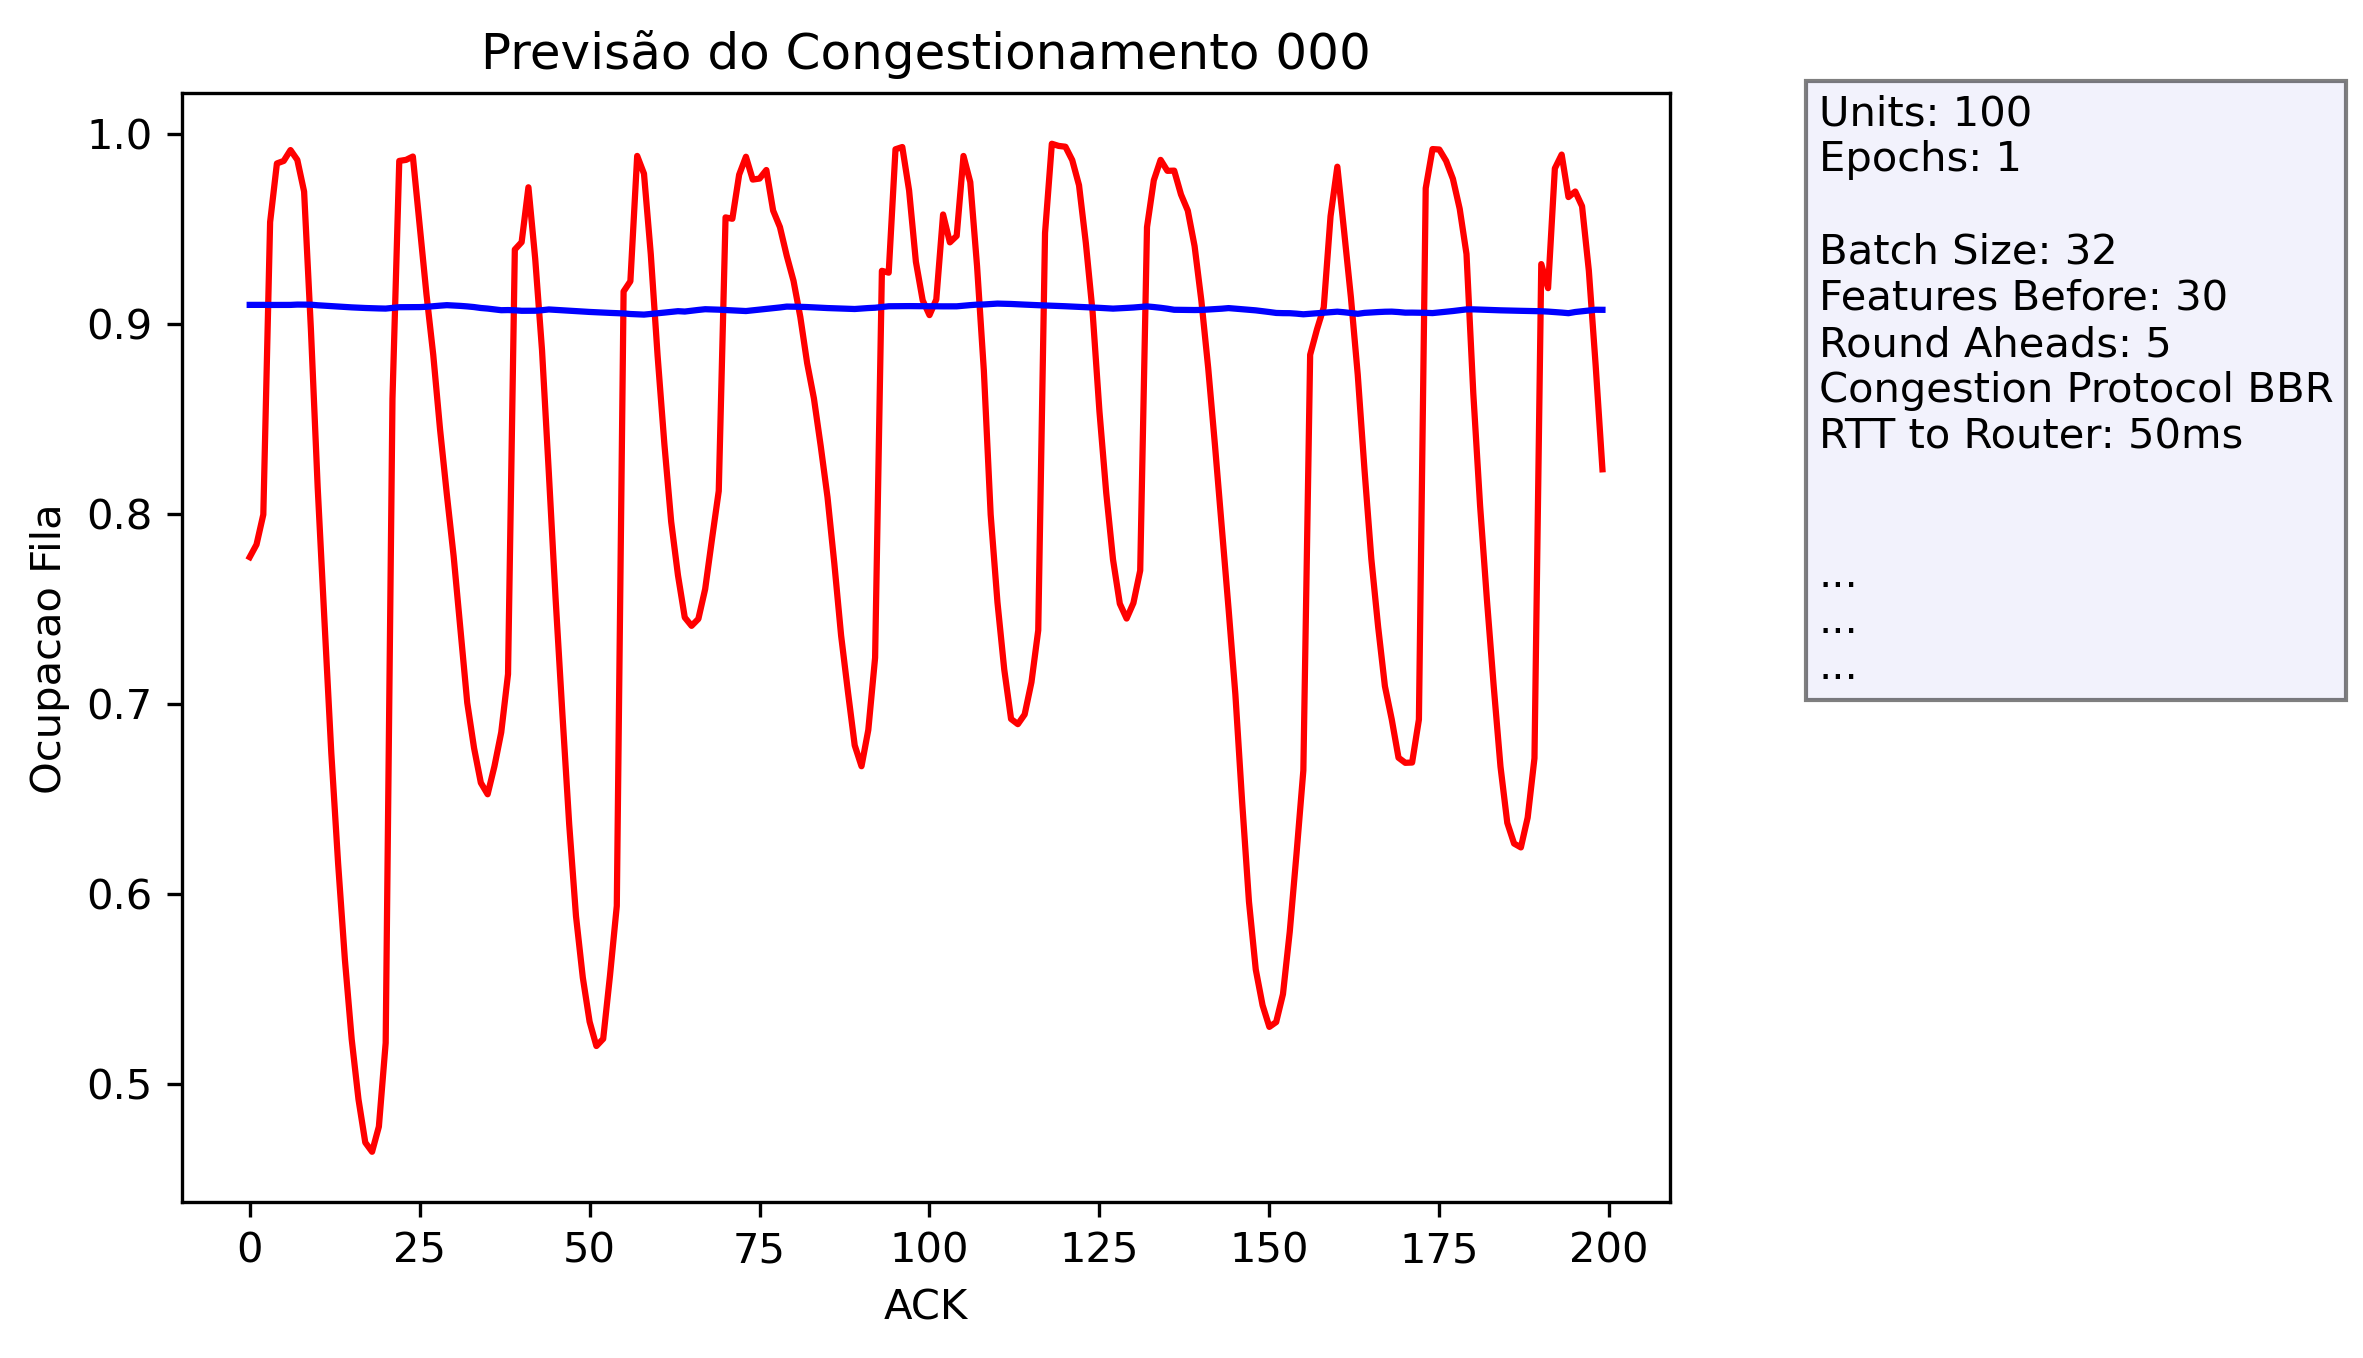 Previsão do Congestionamento 000
1.0
0.9
0.8
0.7
0.6
0.5
Ocupacao Fila
0 25 50 75 100 125 150 175 200
ACK
Units: 100
Epochs: 1
Batch Size: 32
Features Before: 30
Round Aheads: 5
Congestion Protocol BBR
RTT to Router: 50ms
...
...
...